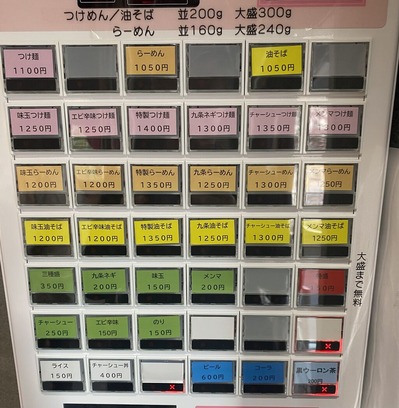 つけめん／油そば　並200g　大盛300g
らーめん　並160g　大盛240g
つけ麺 1100円
らーめん 1050円
油そば 1050円
味玉つけ麺 1250円
エビ辛味つけ麺 1250円
特製つけ麺 1400円
九条ネギつけ麺 1300円
チャーシューつけ麺 1350円
メンマつけ麺
味玉らーめん 1200円
エビ辛味らーめん 1200円
特製らーめん 1350円
九条らーめん 1250円
チャーシューめん 1300円
メンマらーめん
味玉油そば 1200円
エビ辛味油そば 1200円
特製油そば 1350円
九条油そば 1250円
チャーシュー油そば 1300円
メンマ油そば 1250円
350円
九条ネギ 200円
味玉 150円
メンマ 200円
大盛まで無料
チャーシュー 250円
エビ辛味 150円
のり 150円
ライス 150円
チャーシュー丼 400円
ビール 600円
コーラ 200円
黒ウーロン茶